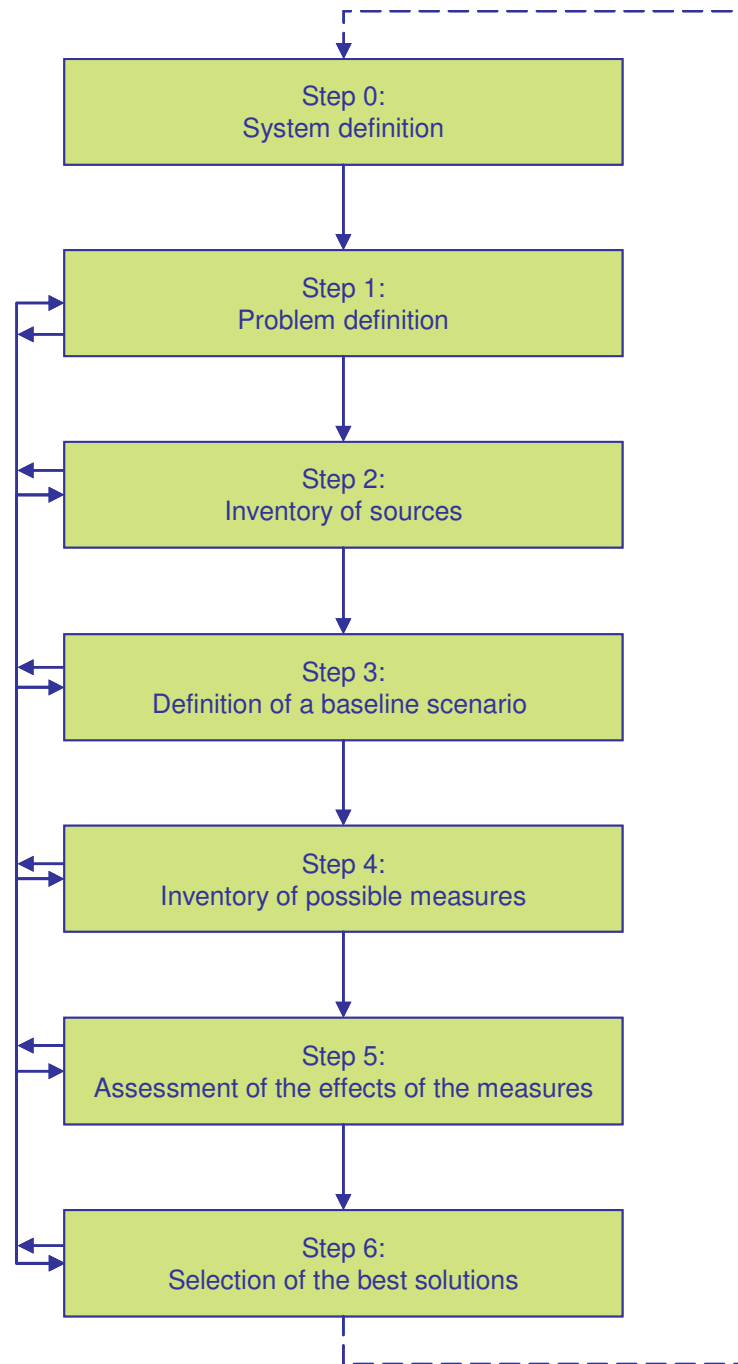 Step 0:
System definition
Step 1:
Problem definition
Step 2:
Inventory of sources
Step 3:
Definition of a baseline scenario
Step 4:
Inventory of possible measures
Step 5:
Assessment of the effects of the measures
Step 6:
Selection of the best solutions